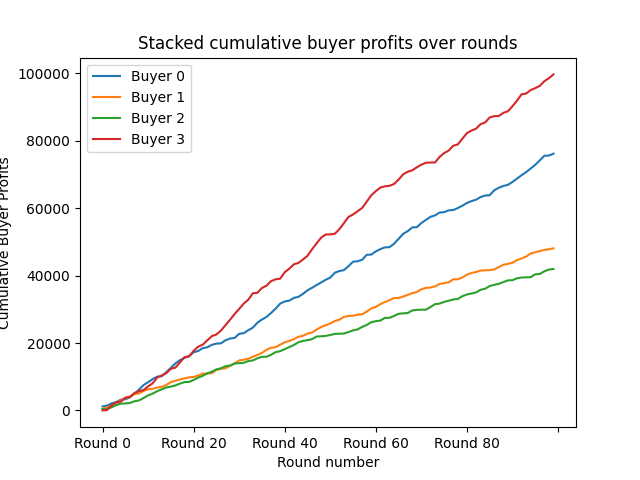 Stacked cumulative buyer profits over rounds
Buyer 0
Buyer 1
Buyer 2
Buyer 3
100000
80000
60000
40000
20000
0
Cumulative Buyer Profits
Round 0
Round 20
Round 40
Round 60
Round 80
Round number